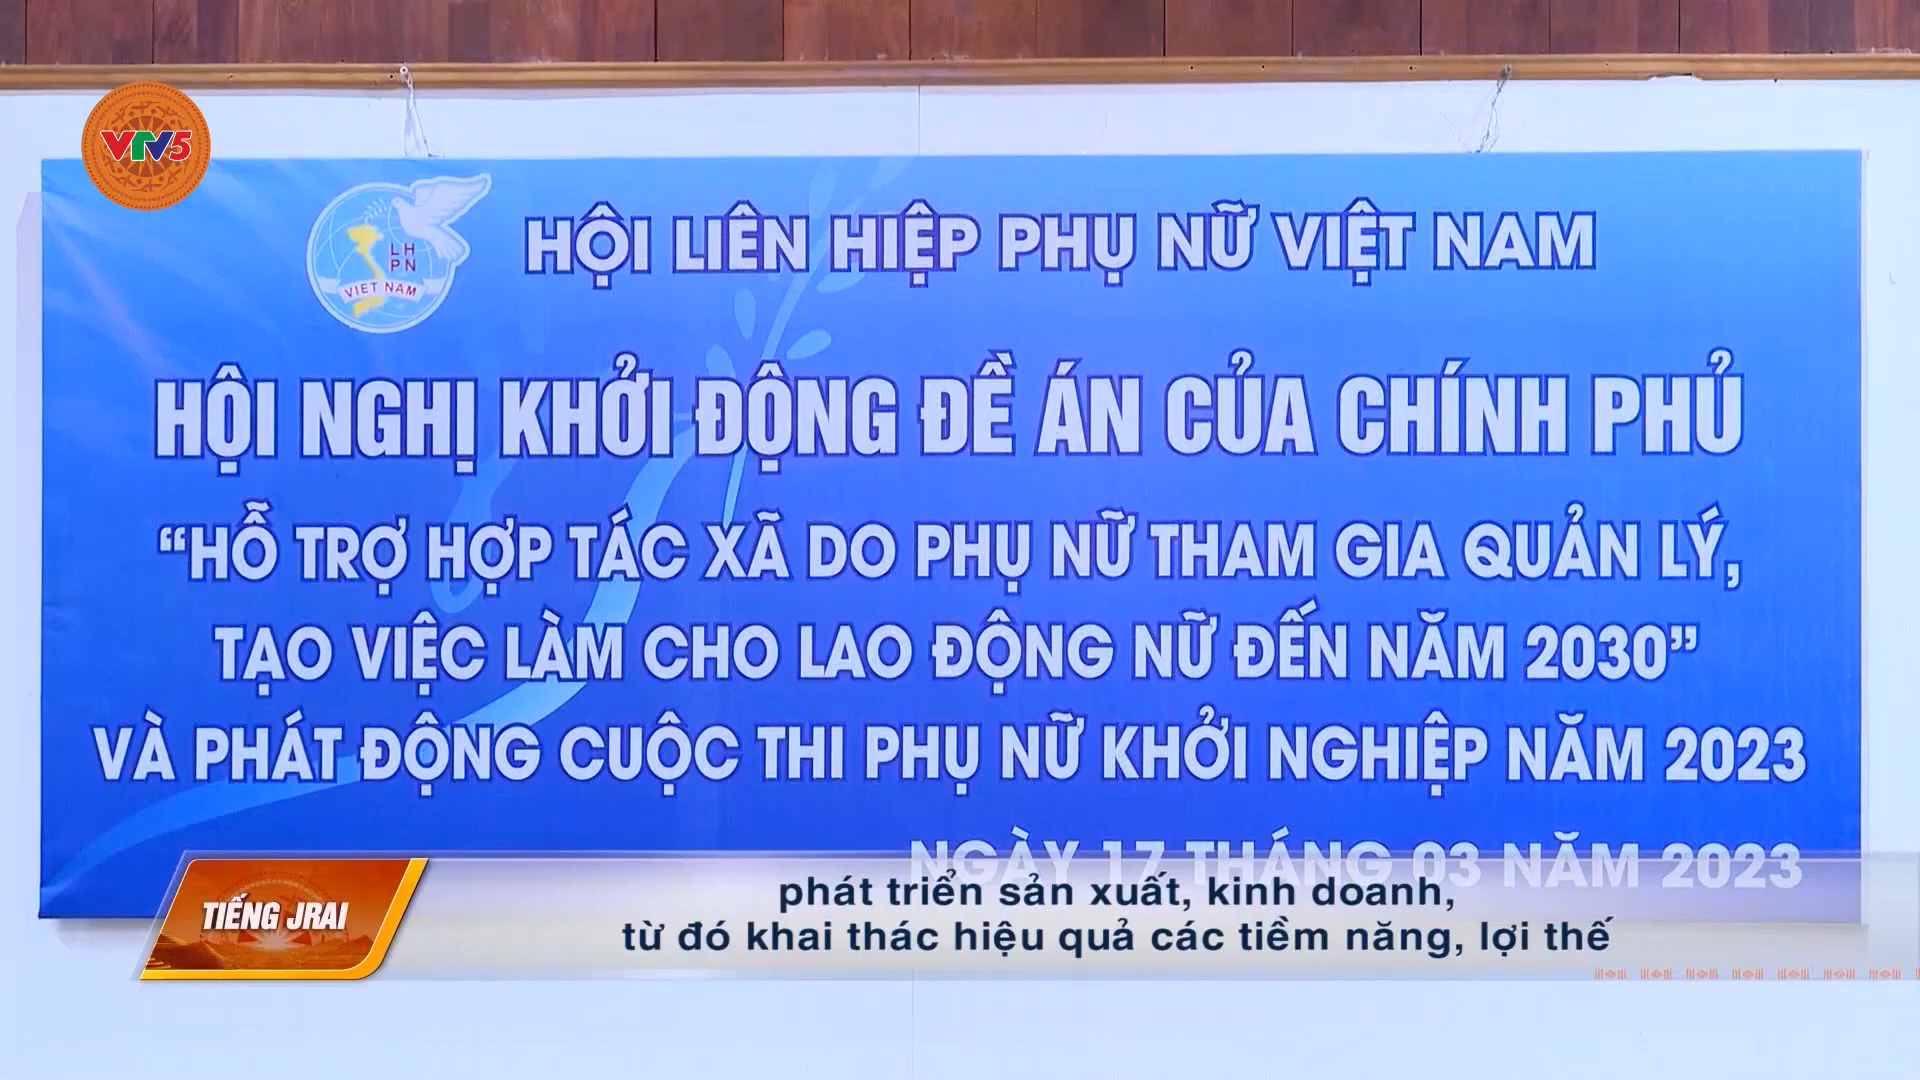 VTV5
LH
PN
VIET NAM
HỘI LIÊN HIỆP PHỤ NỮ VIỆT NAM
HỘI NGHỊ KHỞI ĐỘNG ĐỀ ÁN CỦA CHÍNH PHỦ
“HỖ TRỢ HỢP TÁC XÃ DO PHỤ NỮ THAM GIA QUẢN LÝ,
TẠO VIỆC LÀM CHO LAO ĐỘNG NỮ ĐẾN NĂM 2030”
VÀ PHÁT ĐỘNG CUỘC THI PHỤ NỮ KHỞI NGHIỆP NĂM 2023
NGÀY 17 THÁNG 03 NĂM 2023
TIẾNG JRAI
phát triển sản xuất, kinh doanh,
từ đó khai thác hiệu quả các tiềm năng, lợi thế